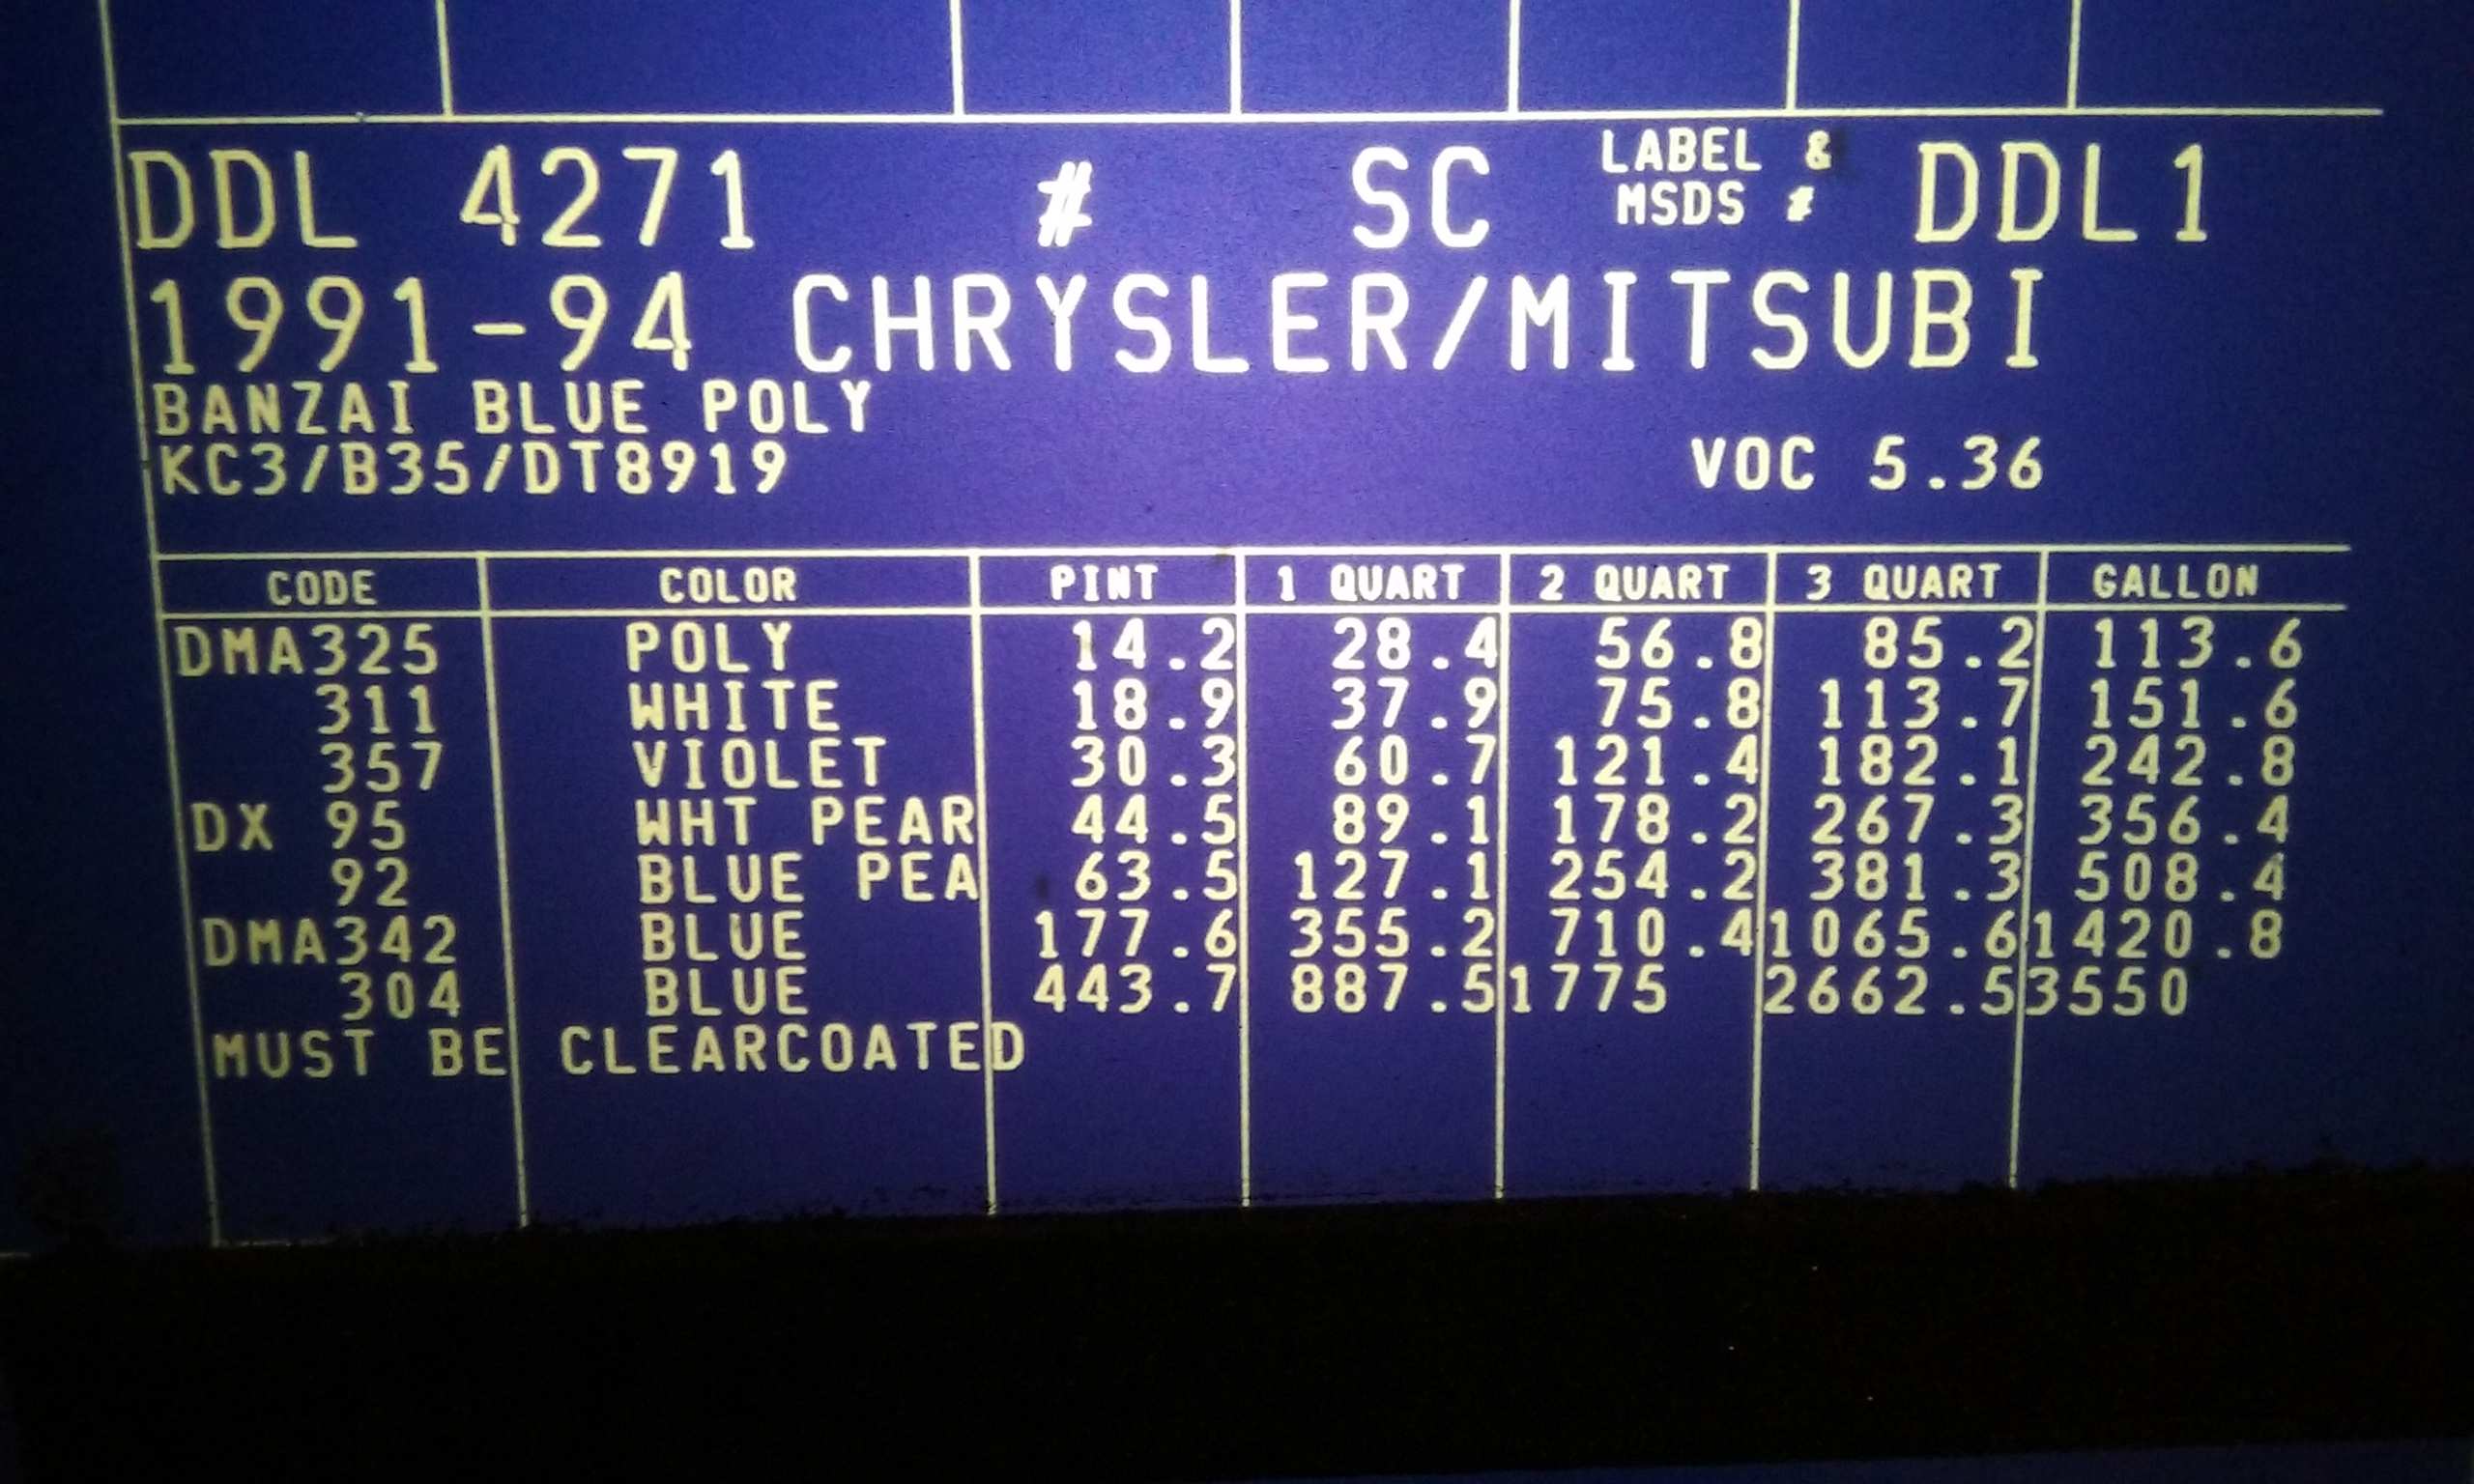 DDL 4271 # SC LABEL & MSDS # DDL1
1991-94 CHRYSLER/MITSUBI
BANZAI BLUE POLY
KC3/B35/DT8919 VOC 5.36
CODE COLOR PINT 1 QUART 2 QUART 3 QUART GALLON
DMA325 POLY 14.2 28.4 56.8 85.2 113.6
311 WHITE 18.9 37.9 75.8 113.7 151.6
357 VIOLET 30.3 60.7 121.4 182.1 242.8
DX 95 WHT PEAR 44.5 89.1 178.2 267.3 356.4
92 BLUE PEA 63.5 127.1 254.2 381.3 508.4
DMA342 BLUE 177.6 355.2 710.4 1065.6 1420.8
304 BLUE 443.7 887.5 1775 2662.5 3550
MUST BE CLEARCOATED